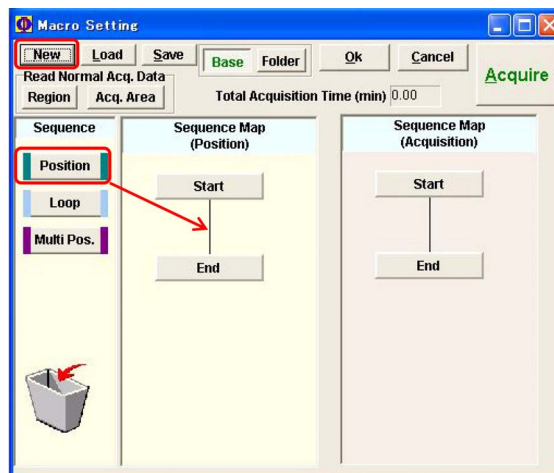 Macro Setting
New Load Save Base Folder Ok Cancel Acquire
Read Normal Acq. Data
Region Acq. Area Total Acquisition Time (min) 0.00
Sequence
Position
Loop
Multi Pos.
Sequence Map
(Position)
Start
End
Sequence Map
(Acquisition)
Start
End